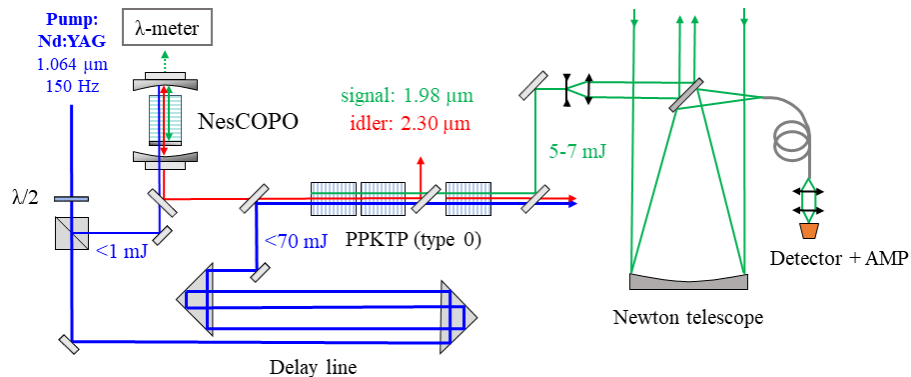 Pump:
Nd:YAG
1.064 µm
150 Hz
λ-meter
NesCOPO
signal: 1.98 µm
idler: 2.30 µm
5-7 mJ
λ/2
<1 mJ
<70 mJ
PPKTP (type 0)
Detector + AMP
Newton telescope
Delay line